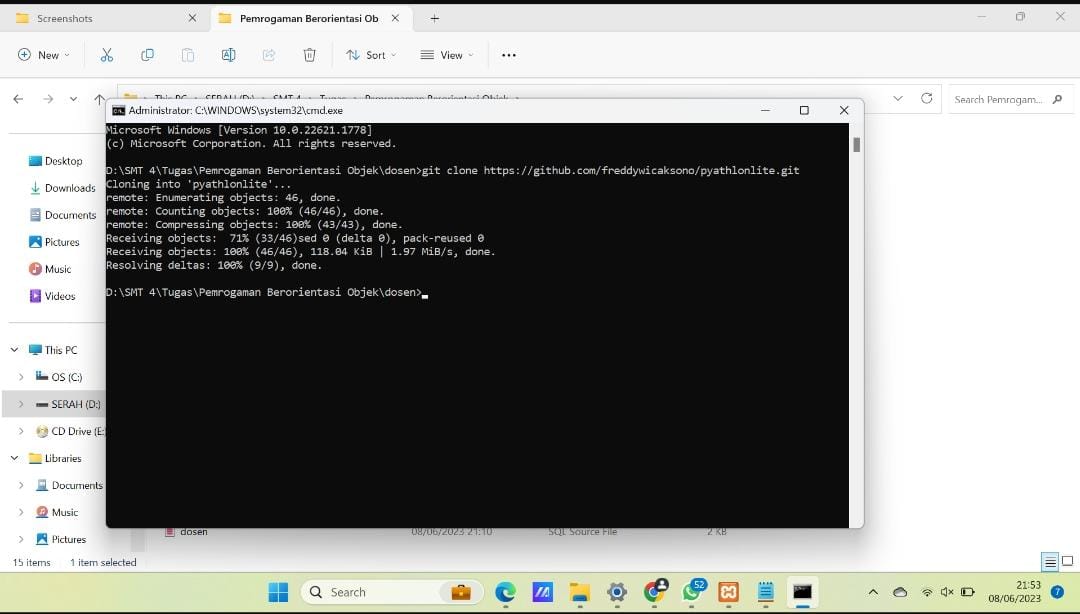 Screenshots
Pemrogaman Berorientasi Ob
New
Sort
View
This PC > SERAH (D:) > SMT 4 > Tugas > Pemrogaman Berorientasi Objek >
Search Pemrogam...
Administrator: C:\WINDOWS\system32\cmd.exe
Microsoft Windows [Version 10.0.22621.1778]
(c) Microsoft Corporation. All rights reserved.
D:\SMT 4\Tugas\Pemrogaman Berorientasi Objek\dosen>git clone https://github.com/freddywicaksono/pyathlonlite.git
Cloning into 'pyathlonlite'...
remote: Enumerating objects: 46, done.
remote: Counting objects: 100% (46/46), done.
remote: Compressing objects: 100% (43/43), done.
Receiving objects:  71% (33/46)sed 0 (delta 0), pack-reused 0
Receiving objects: 100% (46/46), 118.04 KiB | 1.97 MiB/s, done.
Resolving deltas: 100% (9/9), done.
D:\SMT 4\Tugas\Pemrogaman Berorientasi Objek\dosen>
Desktop
Downloads
Documents
Pictures
Music
Videos
This PC
OS (C:)
SERAH (D:)
CD Drive (E:
Libraries
Documents
Music
Pictures
dosen 08/06/2023 21:10 SQL Source File 2 KB
15 items 1 item selected
Search
52
21:53
08/06/2023
7